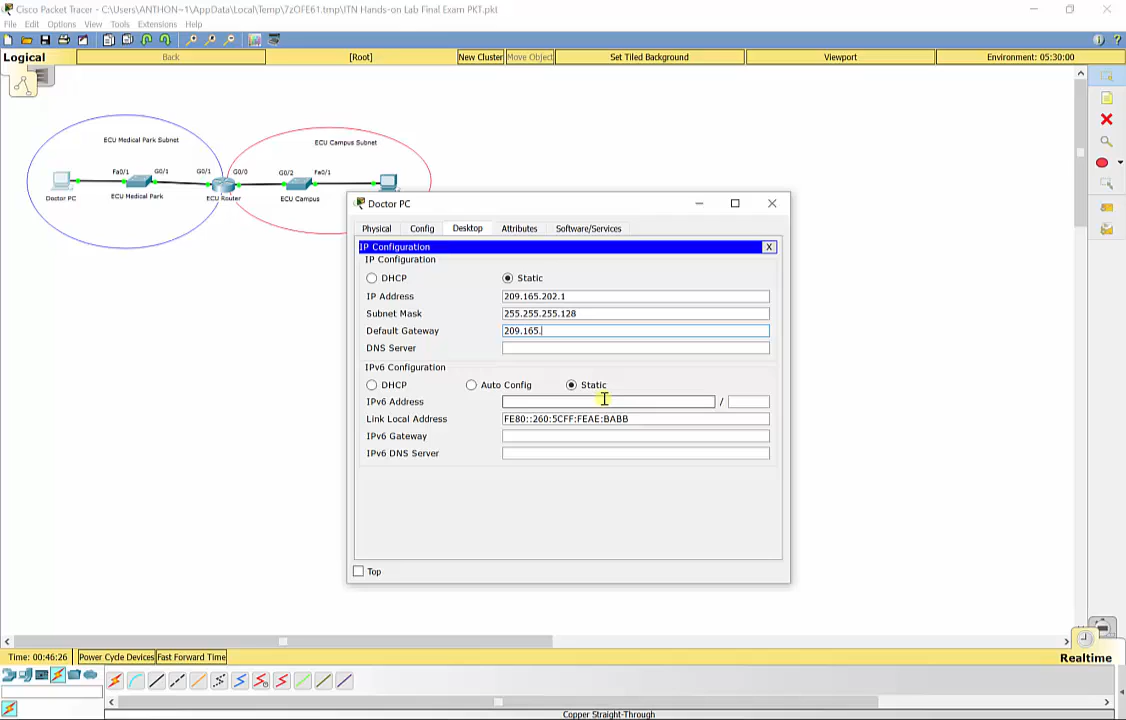 Cisco Packet Tracer - C:\Users\ANTHON~1\AppData\Local\Temp\7zOFE61.tmp\ITN Hands-on Lab Final Exam PKT.pkt
File Edit Options View Tools Extensions Help
Logical Back [Root] New Cluster Move Object Set Tiled Background Viewport Environment: 05:30:00
ECU Medical Park Subnet
ECU Campus Subnet
Fa0/1 G0/1 G0/1 G0/0 G0/2 Fa0/1
Doctor PC ECU Medical Park ECU Router ECU Campus
Doctor PC
Physical Config Desktop Attributes Software/Services
IP Configuration X
IP Configuration
DHCP Static
IP Address 209.165.202.1
Subnet Mask 255.255.255.128
Default Gateway 209.165.
DNS Server
IPv6 Configuration
DHCP Auto Config Static
IPv6 Address /
Link Local Address FE80::260:5CFF:FEAE:BABB
IPv6 Gateway
IPv6 DNS Server
Top
Time: 00:46:26 Power Cycle Devices Fast Forward Time Realtime
Copper Straight-Through